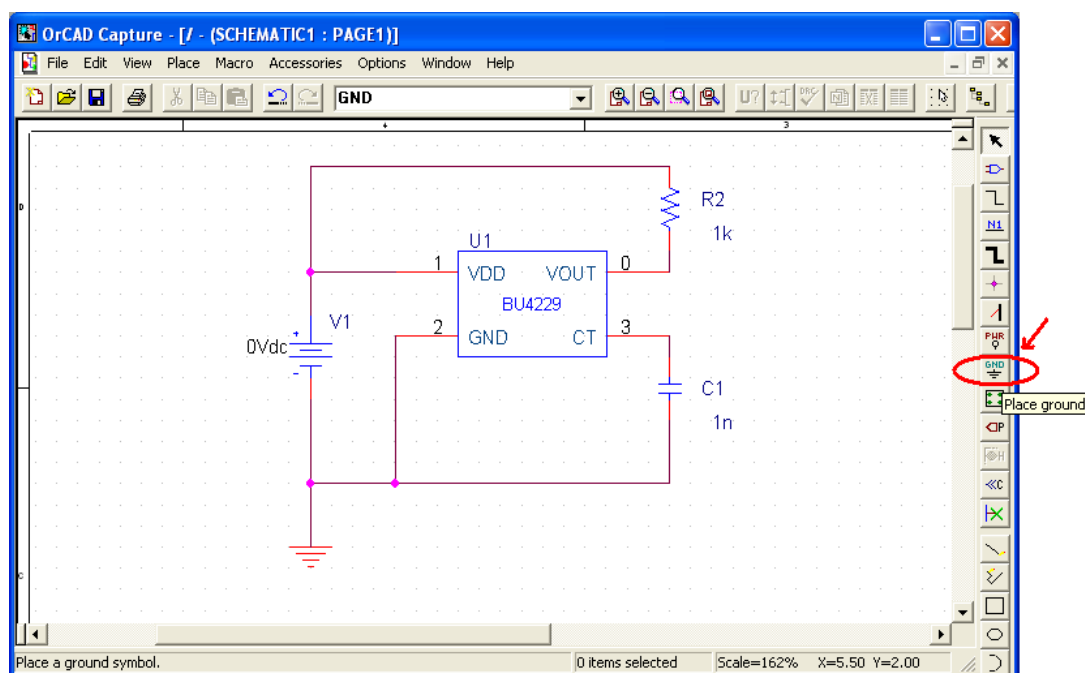 OrCAD Capture - [/ - (SCHEMATIC1 : PAGE1)]
File Edit View Place Macro Accessories Options Window Help
GND
U?
DRC
4
3
D
R2
1k
U1
1
VDD
VOUT
0
BU4229
V1
0Vdc
2
GND
CT
3
C1
1n
C
N1
PWR
GND
Place ground
P
H
«C
Place a ground symbol.
0 items selected
Scale=162%
X=5.50 Y=2.00